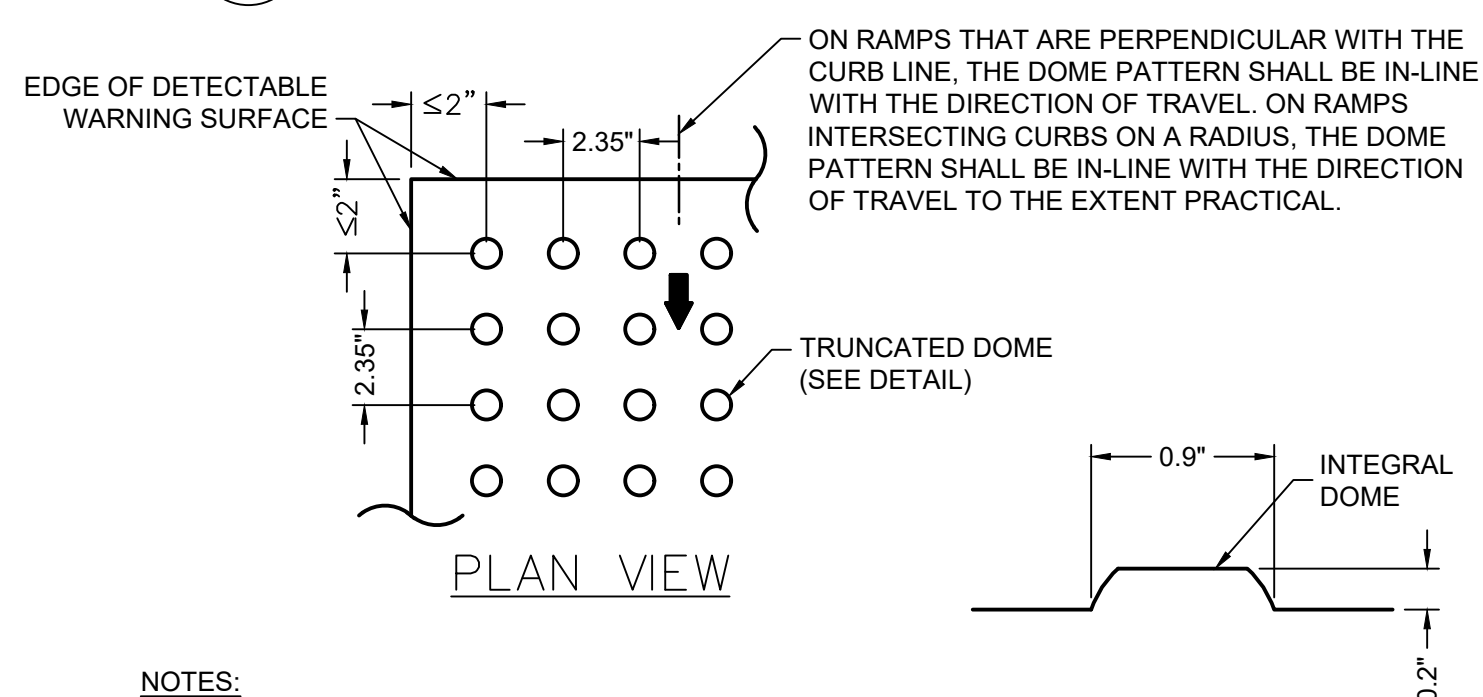 ON RAMPS THAT ARE PERPENDICULAR WITH THE
CURB LINE, THE DOME PATTERN SHALL BE IN-LINE
WITH THE DIRECTION OF TRAVEL. ON RAMPS
INTERSECTING CURBS ON A RADIUS, THE DOME
PATTERN SHALL BE IN-LINE WITH THE DIRECTION
OF TRAVEL TO THE EXTENT PRACTICAL.
EDGE OF DETECTABLE
WARNING SURFACE
≤2”
2.35"
≤2”
2.35"
TRUNCATED DOME
(SEE DETAIL)
PLAN VIEW
0.9"
INTEGRAL
DOME
0.2"
NOTES: